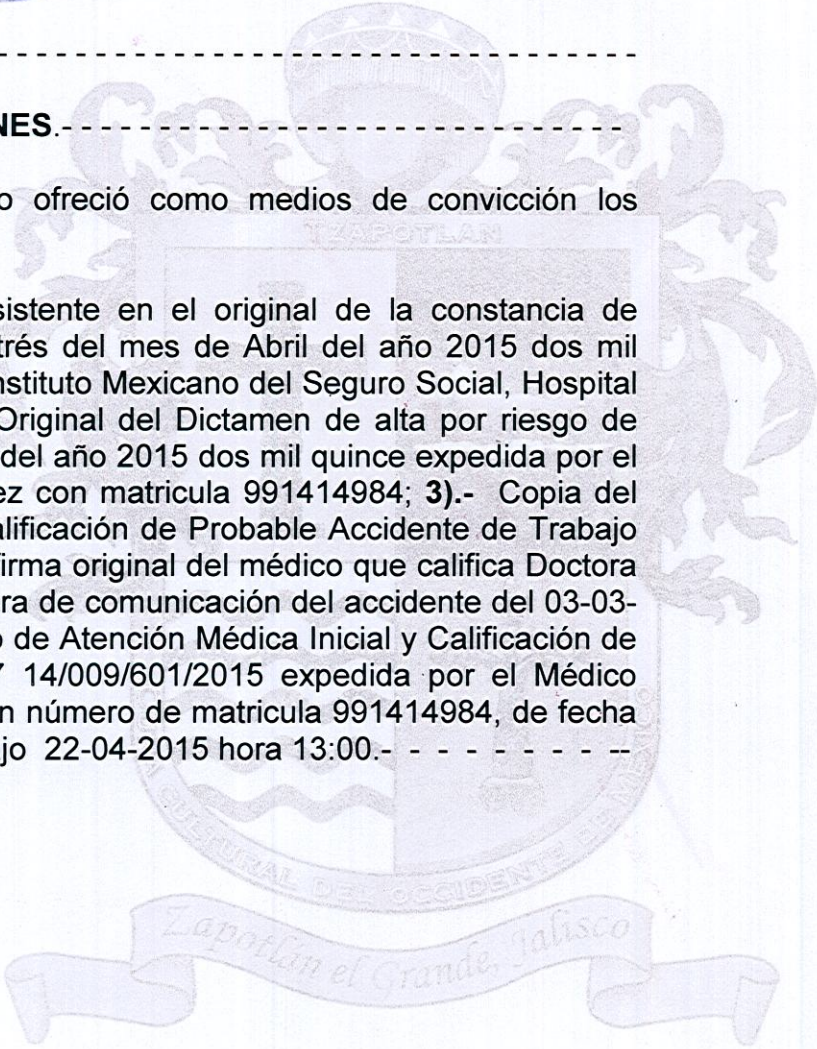 - - - - - - - - - - - - - - - - - - - - - - - - - - - - - - - - - -
NES.- - - - - - - - - - - - - - - - - - - - - - - - - - - - - -
o ofreció como medios de convicción los
TZAPOTLAN
sistente en el original de la constancia de
trés del mes de Abril del año 2015 dos mil
nstituto Mexicano del Seguro Social, Hospital
Original del Dictamen de alta por riesgo de
del año 2015 dos mil quince expedida por el
ez con matricula 991414984; 3).- Copia del
alificación de Probable Accidente de Trabajo
firma original del médico que califica Doctora
ra de comunicación del accidente del 03-03-
o de Atención Médica Inicial y Calificación de
7 14/009/601/2015 expedida por el Médico
n número de matricula 991414984, de fecha
jo 22-04-2015 hora 13:00.- - - - - - - - - --
CULTURAL DEL OCCIDENTE DE MÉXICO
Zapotlán el Grande, Jalisco